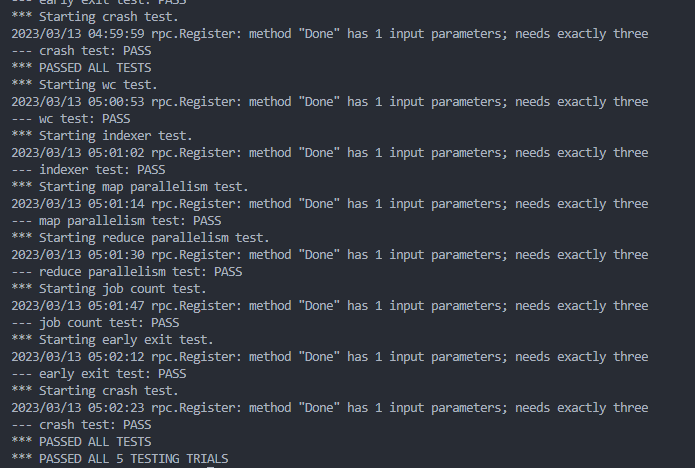 --- early exit test: PASS
*** Starting crash test.
2023/03/13 04:59:59 rpc.Register: method "Done" has 1 input parameters; needs exactly three
--- crash test: PASS
*** PASSED ALL TESTS
*** Starting wc test.
2023/03/13 05:00:53 rpc.Register: method "Done" has 1 input parameters; needs exactly three
--- wc test: PASS
*** Starting indexer test.
2023/03/13 05:01:02 rpc.Register: method "Done" has 1 input parameters; needs exactly three
--- indexer test: PASS
*** Starting map parallelism test.
2023/03/13 05:01:14 rpc.Register: method "Done" has 1 input parameters; needs exactly three
--- map parallelism test: PASS
*** Starting reduce parallelism test.
2023/03/13 05:01:30 rpc.Register: method "Done" has 1 input parameters; needs exactly three
--- reduce parallelism test: PASS
*** Starting job count test.
2023/03/13 05:01:47 rpc.Register: method "Done" has 1 input parameters; needs exactly three
--- job count test: PASS
*** Starting early exit test.
2023/03/13 05:02:12 rpc.Register: method "Done" has 1 input parameters; needs exactly three
--- early exit test: PASS
*** Starting crash test.
2023/03/13 05:02:23 rpc.Register: method "Done" has 1 input parameters; needs exactly three
--- crash test: PASS
*** PASSED ALL TESTS
*** PASSED ALL 5 TESTING TRIALS